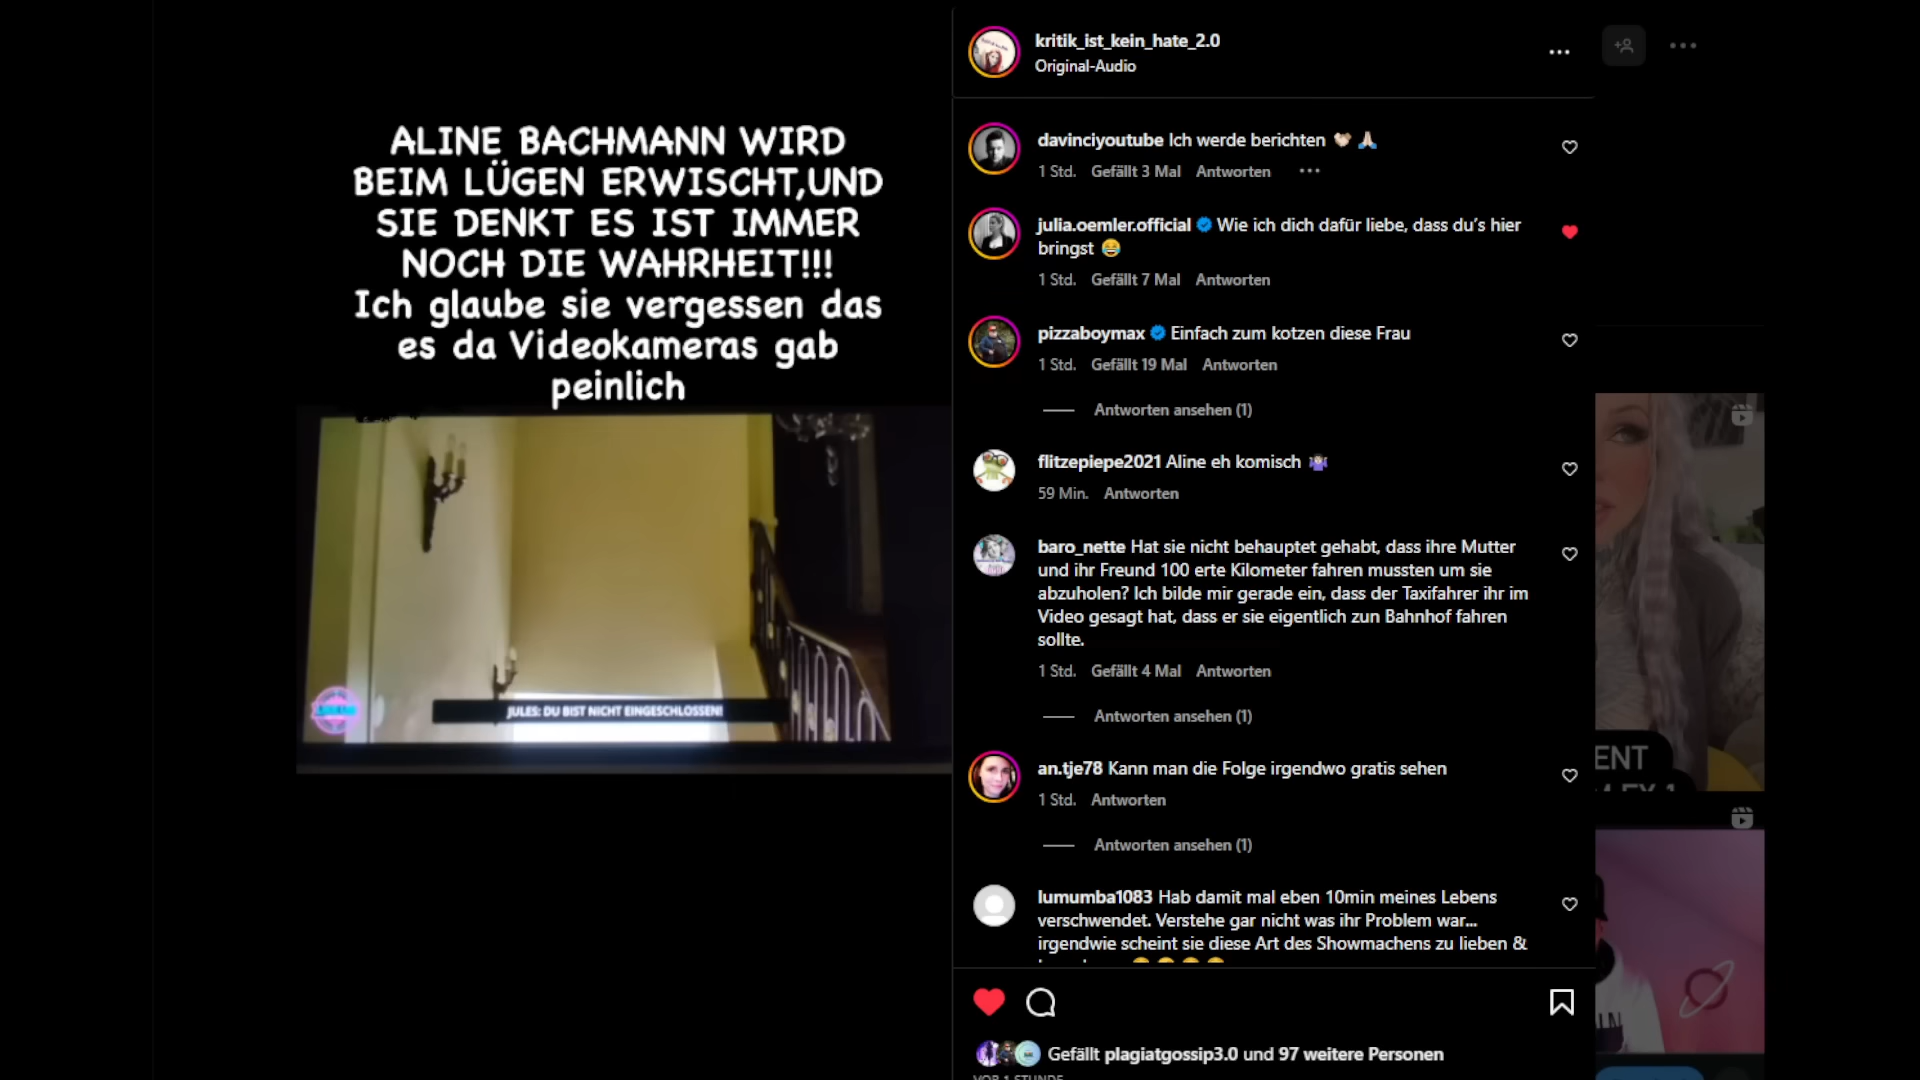 ALINE BACHMANN WIRD
BEIM LÜGEN ERWISCHT,UND
SIE DENKT ES IST IMMER
NOCH DIE WAHRHEIT!!!
Ich glaube sie vergessen das
es da Videokameras gab
peinlich
JULES: DU BIST NICHT EINGESCHLOSSEN!
kritik_ist_kein_hate_2.0
Original-Audio
davinciyoutube Ich werde berichten 🤝🏻 🙏🏻
1 Std. Gefällt 3 Mal Antworten
julia.oemler.official Wie ich dich dafür liebe, dass du’s hier
bringst 😂
1 Std. Gefällt 7 Mal Antworten
pizzaboymax Einfach zum kotzen diese Frau
1 Std. Gefällt 19 Mal Antworten
Antworten ansehen (1)
flitzepiepe2021 Aline eh komisch 🤷🏻‍♀️
59 Min. Antworten
baro_nette Hat sie nicht behauptet gehabt, dass ihre Mutter
und ihr Freund 100 erte Kilometer fahren mussten um sie
abzuholen? Ich bilde mir gerade ein, dass der Taxifahrer ihr im
Video gesagt hat, dass er sie eigentlich zun Bahnhof fahren
sollte.
1 Std. Gefällt 4 Mal Antworten
Antworten ansehen (1)
an.tje78 Kann man die Folge irgendwo gratis sehen
1 Std. Antworten
Antworten ansehen (1)
lumumba1083 Hab damit mal eben 10min meines Lebens
verschwendet. Verstehe gar nicht was ihr Problem war...
irgendwie scheint sie diese Art des Showmachens zu lieben &
Gefällt plagiatgossip3.0 und 97 weitere Personen
VOR 1 STUNDE
ENT